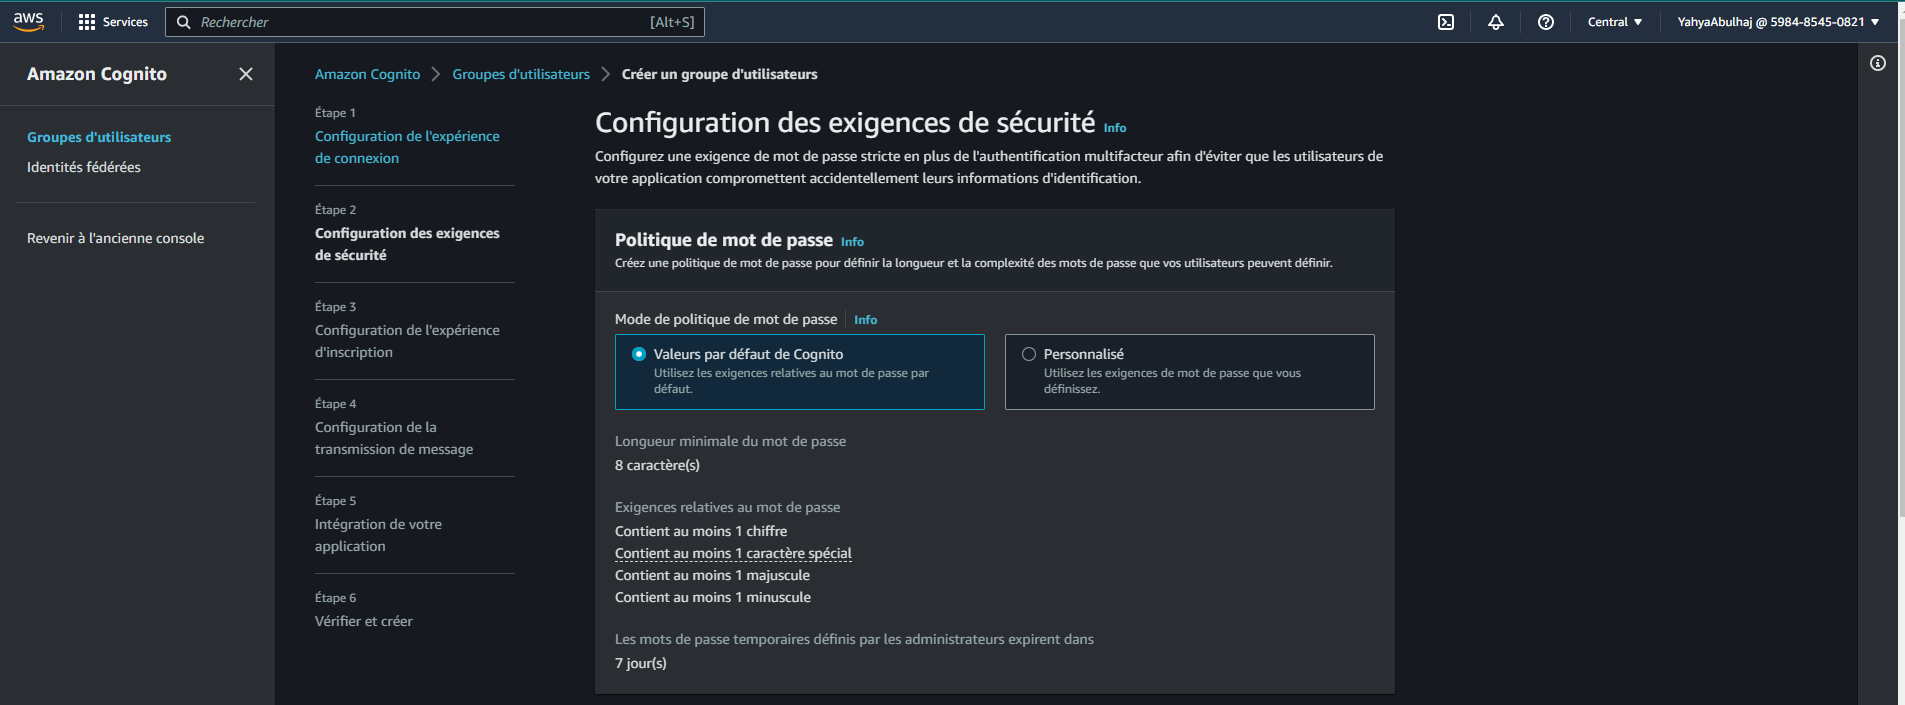 aws
Services
Rechercher
[Alt+S]
Central
YahyaAbulhaj @ 5984-8545-0821
Amazon Cognito
Groupes d'utilisateurs
Identités fédérées
Revenir à l'ancienne console
Amazon Cognito
Groupes d'utilisateurs
Créer un groupe d'utilisateurs
Étape 1
Configuration de l'expérience
de connexion
Étape 2
Configuration des exigences
de sécurité
Étape 3
Configuration de l'expérience
d'inscription
Étape 4
Configuration de la
transmission de message
Étape 5
Intégration de votre
application
Étape 6
Vérifier et créer
Configuration des exigences de sécurité Info
Configurez une exigence de mot de passe stricte en plus de l'authentification multifacteur afin d'éviter que les utilisateurs de
votre application compromettent accidentellement leurs informations d'identification.
Politique de mot de passe Info
Créez une politique de mot de passe pour définir la longueur et la complexité des mots de passe que vos utilisateurs peuvent définir.
Mode de politique de mot de passe Info
Valeurs par défaut de Cognito
Utilisez les exigences relatives au mot de passe par
défaut.
Personnalisé
Utilisez les exigences de mot de passe que vous
définissez.
Longueur minimale du mot de passe
8 caractère(s)
Exigences relatives au mot de passe
Contient au moins 1 chiffre
Contient au moins 1 caractère spécial
Contient au moins 1 majuscule
Contient au moins 1 minuscule
Les mots de passe temporaires définis par les administrateurs expirent dans
7 jour(s)